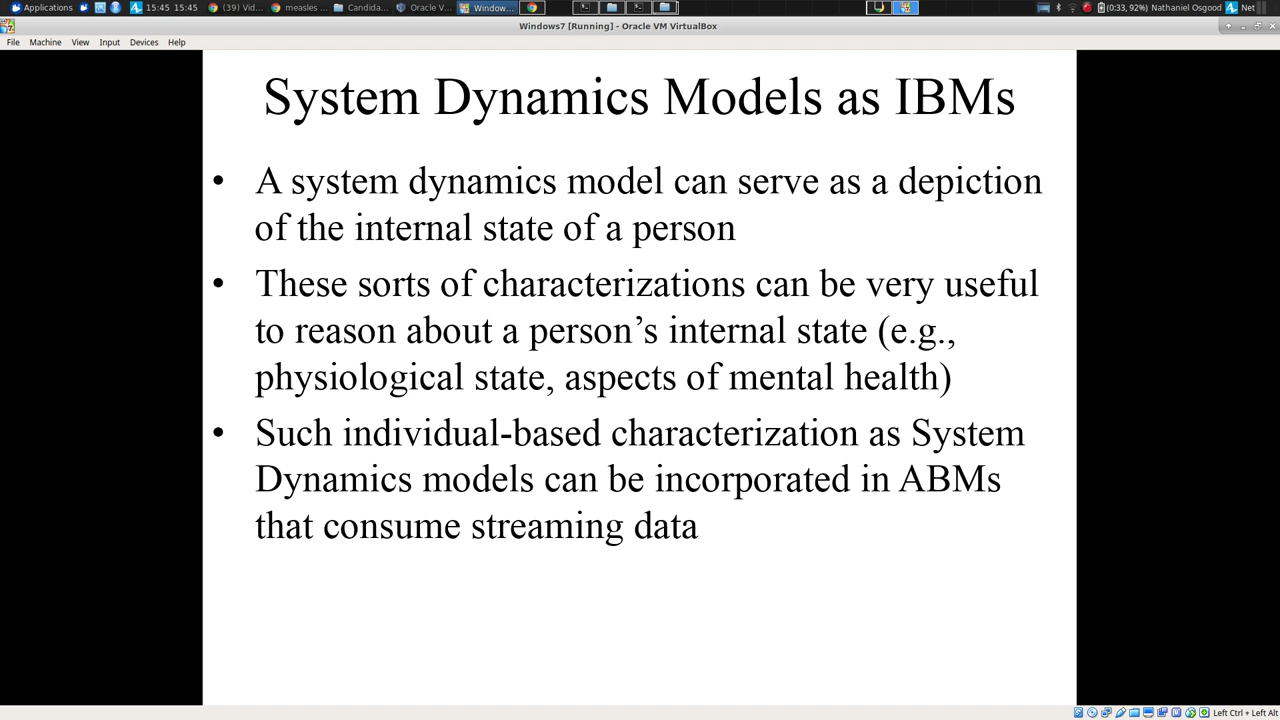 Applications
15:45 15:45
(39) Vid...
measles ...
Candida...
Oracle V...
Window...
(0:33, 92%) Nathaniel Osgood
Net
Windows7 [Running] - Oracle VM VirtualBox
File Machine View Input Devices Help
System Dynamics Models as IBMs
• A system dynamics model can serve as a depiction
of the internal state of a person
• These sorts of characterizations can be very useful
to reason about a person’s internal state (e.g.,
physiological state, aspects of mental health)
• Such individual-based characterization as System
Dynamics models can be incorporated in ABMs
that consume streaming data
Left Ctrl + Left Alt